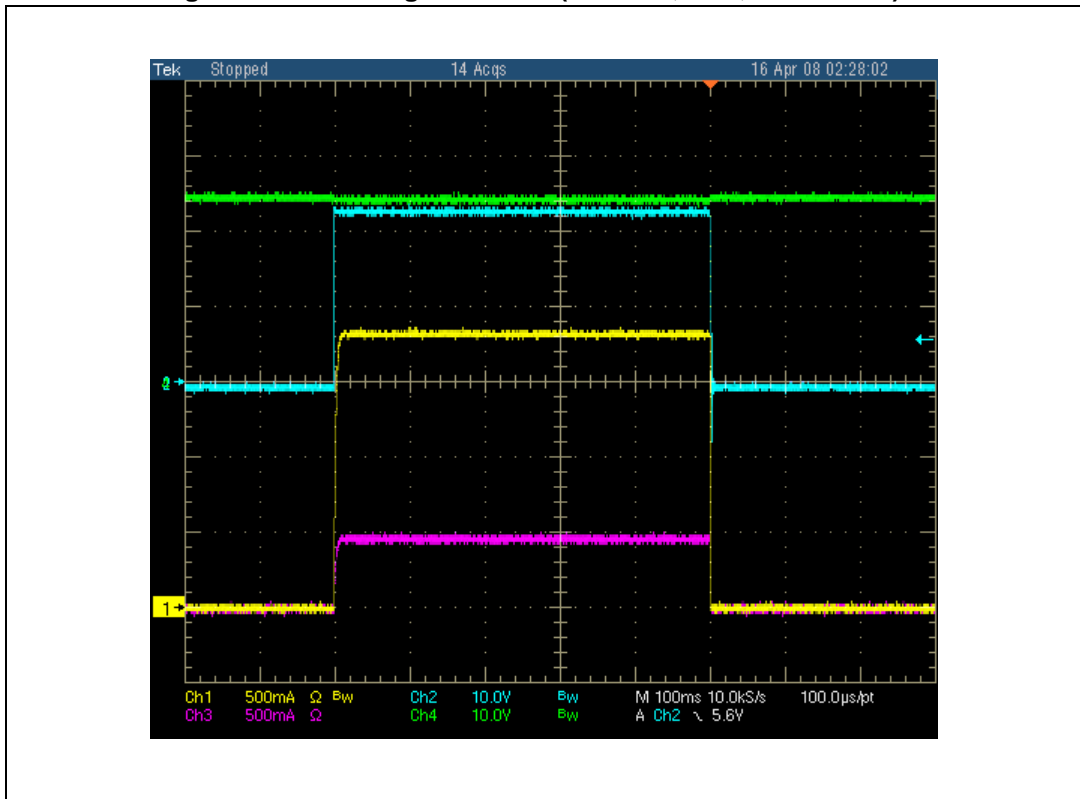 Tek Stopped 14 Acqs 16 Apr 08 02:28:02
1
Ch1 500mA Ω Bw Ch2 10.0V Bw M 100ms 10.0kS/s 100.0µs/pt
Ch3 500mA Ω Ch4 10.0V Bw A Ch2 5.6V